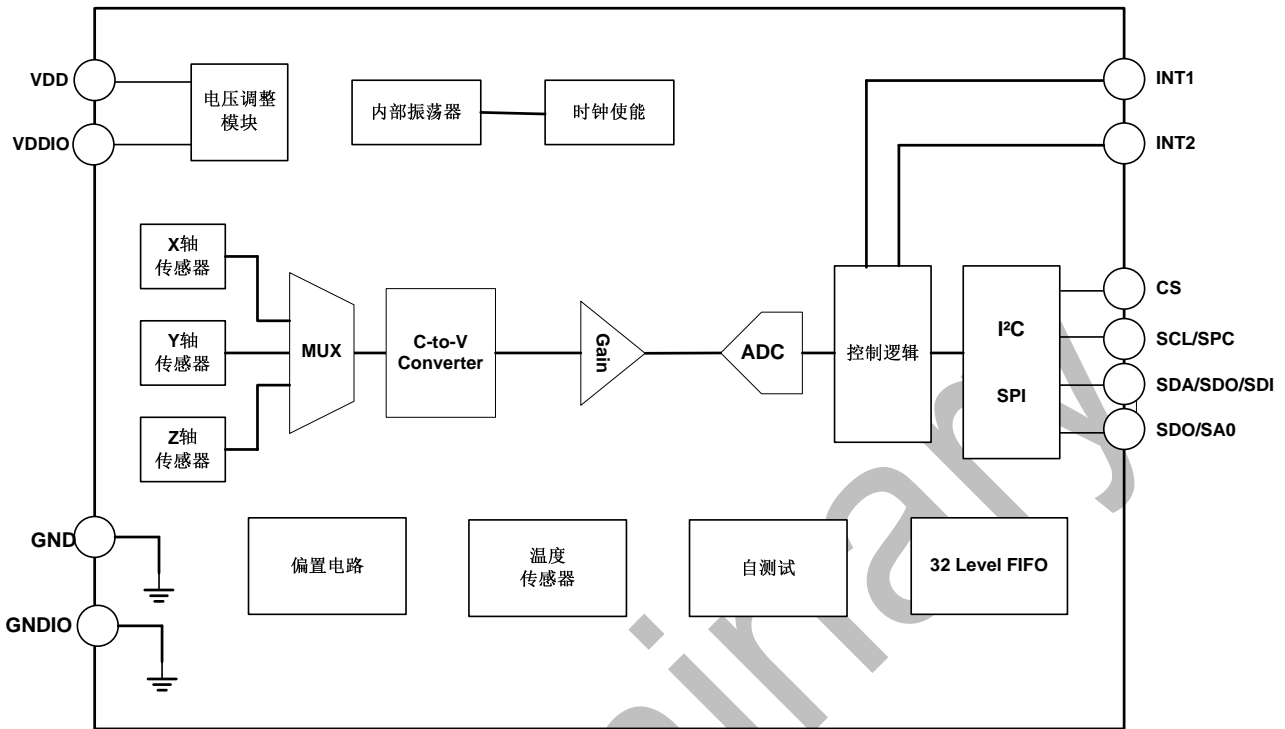 VDD
VDDIO
电压调整
模块
内部振荡器
时钟使能
INT1
INT2
X轴
传感器
Y轴
传感器
Z轴
传感器
MUX
C-to-V
Converter
Gain
ADC
控制逻辑
I²C
SPI
CS
SCL/SPC
SDA/SDO/SDI
SDO/SA0
GND
GNDIO
偏置电路
温度
传感器
自测试
32 Level FIFO
inary